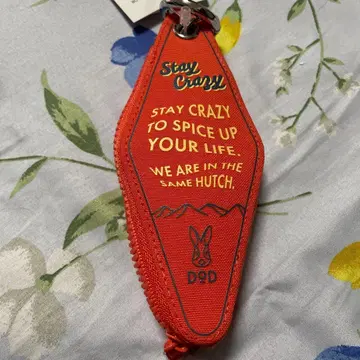 Stay
Crazy
STAY CRAZY
TO SPICE UP
YOUR LIFE.
WE ARE IN THE
SAME HUTCH.
DOD